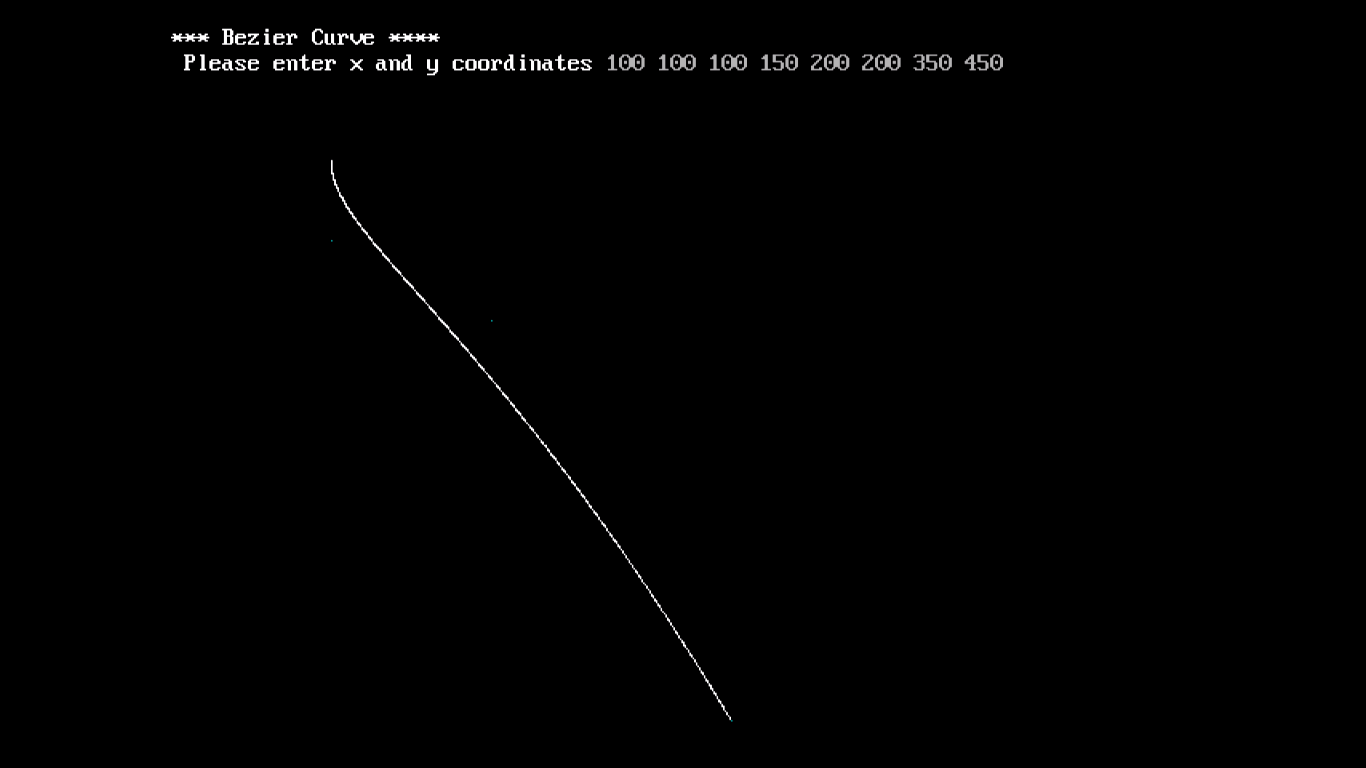 *** Bezier Curve ****
Please enter x and y coordinates 100 100 100 150 200 200 350 450